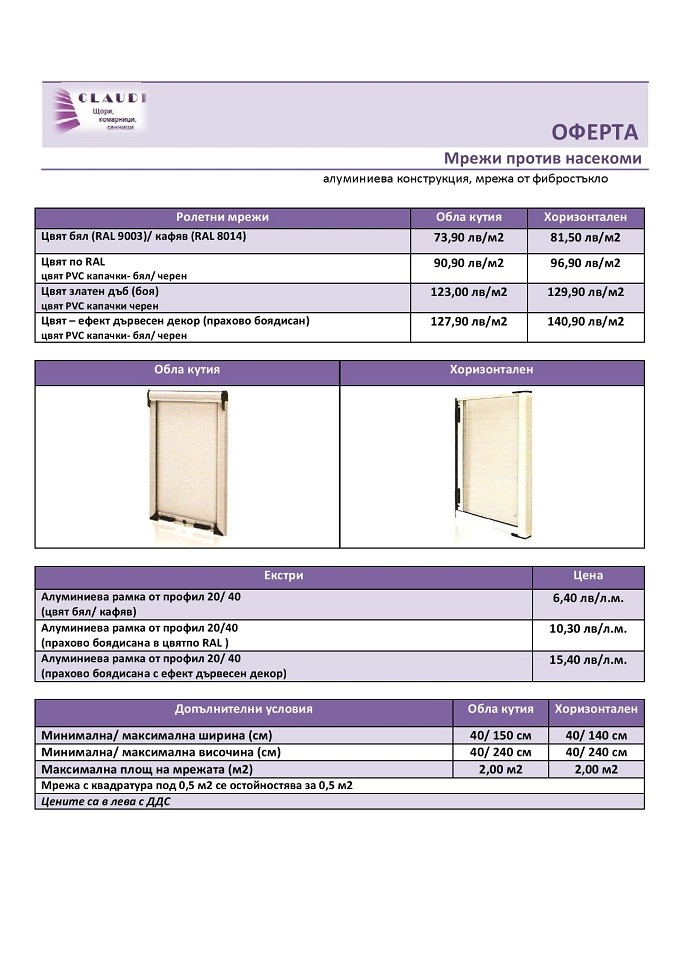 CLAUDI
Щори,
комарници,
сенници
ОФЕРТА
Мрежи против насекоми
алуминиева конструкция, мрежа от фибростъкло
Ролетни мрежи Обла кутия Хоризонтален
Цвят бял (RAL 9003)/ кафяв (RAL 8014) 73,90 лв/м2 81,50 лв/м2
Цвят по RAL 90,90 лв/м2 96,90 лв/м2
цвят PVC капачки- бял/ черен
Цвят златен дъб (боя) 123,00 лв/м2 129,90 лв/м2
цвят PVC капачки черен
Цвят – ефект дървесен декор (прахово боядисан) 127,90 лв/м2 140,90 лв/м2
цвят PVC капачки- бял/ черен
Обла кутия Хоризонтален
Екстри Цена
Алуминиева рамка от профил 20/ 40 6,40 лв/л.м.
(цвят бял/ кафяв)
Алуминиева рамка от профил 20/40 10,30 лв/л.м.
(прахово боядисана в цвятпо RAL )
Алуминиева рамка от профил 20/ 40 15,40 лв/л.м.
(прахово боядисана с ефект дървесен декор)
Допълнителни условия Обла кутия Хоризонтален
Минимална/ максимална ширина (см) 40/ 150 см 40/ 140 см
Минимална/ максимална височина (см) 40/ 240 см 40/ 240 см
Максимална площ на мрежата (м2) 2,00 м2 2,00 м2
Мрежа с квадратура под 0,5 м2 се остойностява за 0,5 м2
Цените са в лева с ДДС